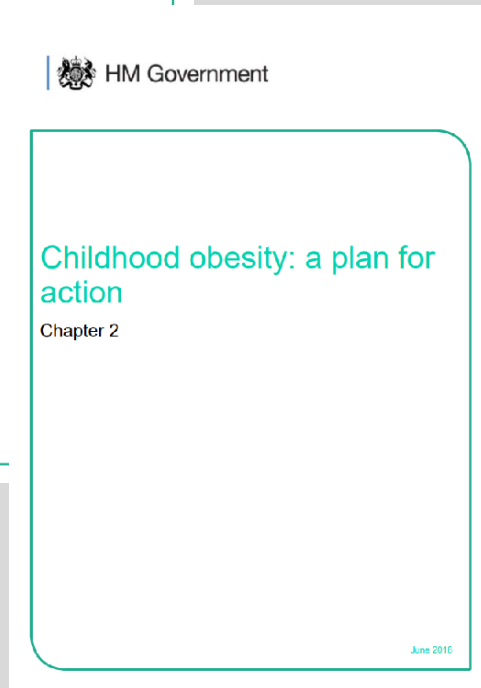 HM Government
Childhood obesity: a plan for
action
Chapter 2
June 2018